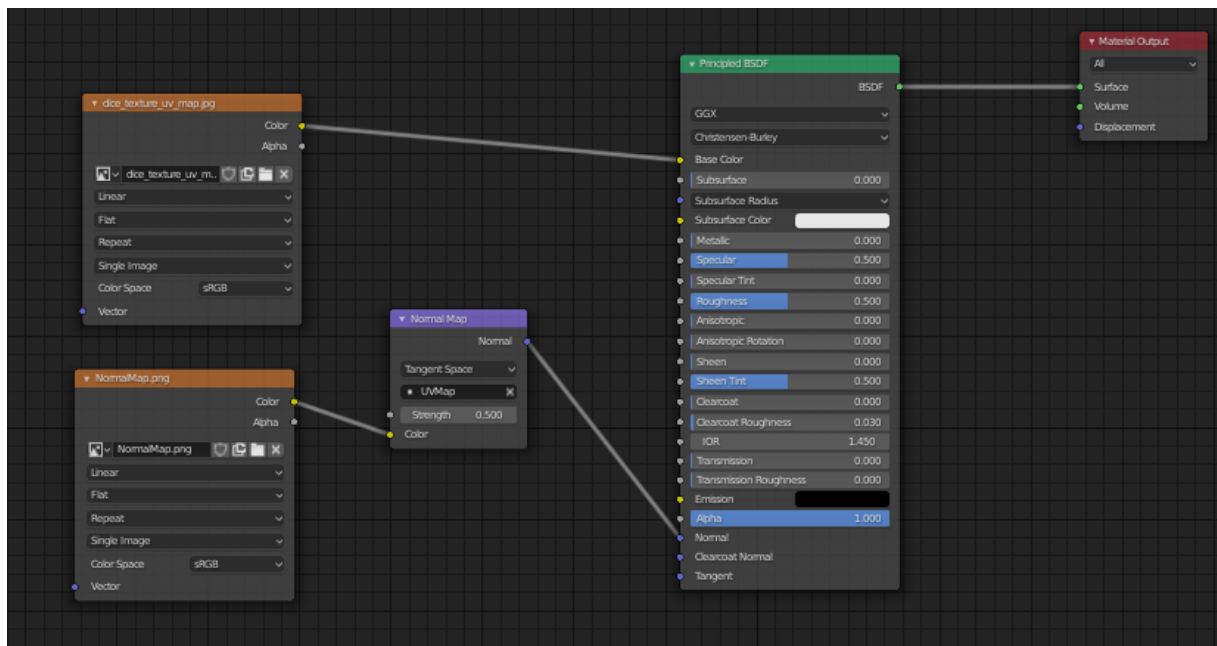 dice_texture_uv_map.jpg
Color
Alpha
dice_texture_uv_m..
Linear
Flat
Repeat
Single Image
Color Space sRGB
Vector
NormalMap.png
Color
Alpha
NormalMap.png
Linear
Flat
Repeat
Single Image
Color Space sRGB
Vector
Normal Map
Normal
Tangent Space
UVMap
Strength 0.500
Color
Principled BSDF
BSDF
GGX
Christensen-Burley
Base Color
Subsurface 0.000
Subsurface Radius
Subsurface Color
Metallic 0.000
Specular 0.500
Specular Tint 0.000
Roughness 0.500
Anisotropic 0.000
Anisotropic Rotation 0.000
Sheen 0.000
Sheen Tint 0.500
Clearcoat 0.000
Clearcoat Roughness 0.030
IOR 1.450
Transmission 0.000
Transmission Roughness 0.000
Emission
Alpha 1.000
Normal
Clearcoat Normal
Tangent
Material Output
All
Surface
Volume
Displacement